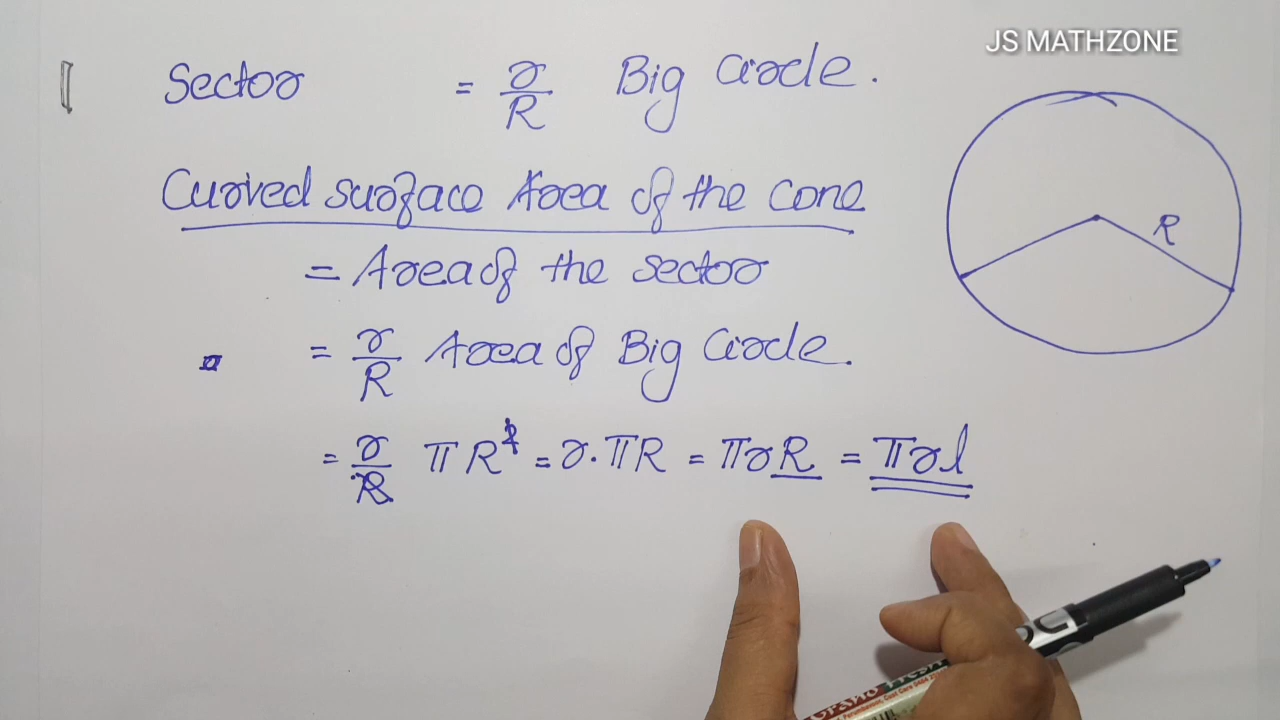 JS MATHZONE
Sector = r/R Big Circle.
R
Curved surface Area of the cone
= Area of the sector
= r/R Area of Big Circle.
= r/R πR² = r.πR = πrR = πrl